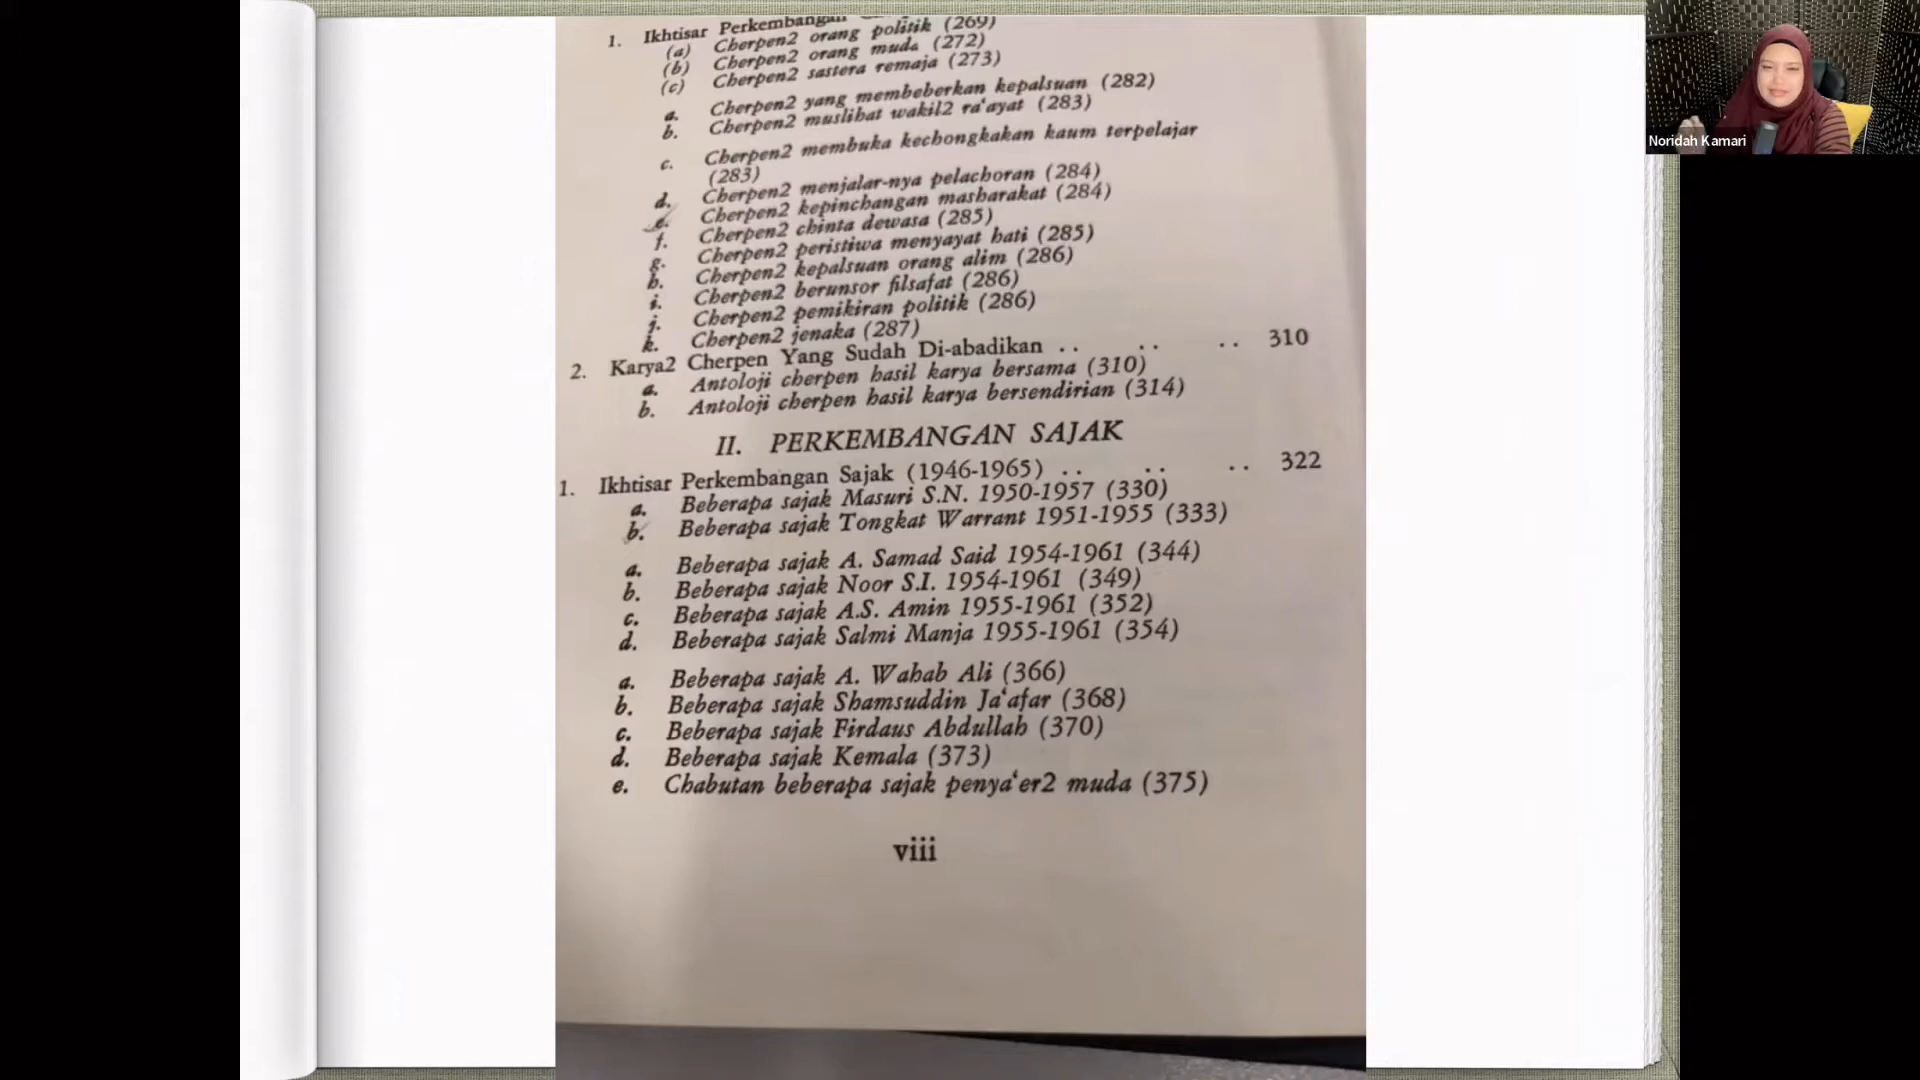 1. Ikhtisar Perkembangan
(a) Cherpen2 orang politik (269)
(b) Cherpen2 orang muda (272)
(c) Cherpen2 sastera remaja (273)
a. Cherpen2 yang membeberkan kepalsuan (282)
b. Cherpen2 muslihat wakil2 ra‘ayat (283)
c. Cherpen2 membuka kechongkakan kaum terpelajar
(283)
d. Cherpen2 menjalar-nya pelachoran (284)
e. Cherpen2 kepinchangan masharakat (284)
f. Cherpen2 chinta dewasa (285)
g. Cherpen2 peristiwa menyayat hati (285)
h. Cherpen2 kepalsuan orang alim (286)
i. Cherpen2 berunsor filsafat (286)
j. Cherpen2 pemikiran politik (286)
k. Cherpen2 jenaka (287)
2. Karya2 Cherpen Yang Sudah Di-abadikan .. .. .. 310
a. Antoloji cherpen hasil karya bersama (310)
b. Antoloji cherpen hasil karya bersendirian (314)
II. PERKEMBANGAN SAJAK
1. Ikhtisar Perkembangan Sajak (1946-1965) .. .. .. 322
a. Beberapa sajak Masuri S.N. 1950-1957 (330)
b. Beberapa sajak Tongkat Warrant 1951-1955 (333)
a. Beberapa sajak A. Samad Said 1954-1961 (344)
b. Beberapa sajak Noor S.I. 1954-1961 (349)
c. Beberapa sajak A.S. Amin 1955-1961 (352)
d. Beberapa sajak Salmi Manja 1955-1961 (354)
a. Beberapa sajak A. Wahab Ali (366)
b. Beberapa sajak Shamsuddin Ja‘afar (368)
c. Beberapa sajak Firdaus Abdullah (370)
d. Beberapa sajak Kemala (373)
e. Chabutan beberapa sajak penya‘er2 muda (375)
viii
Noridah Kamari